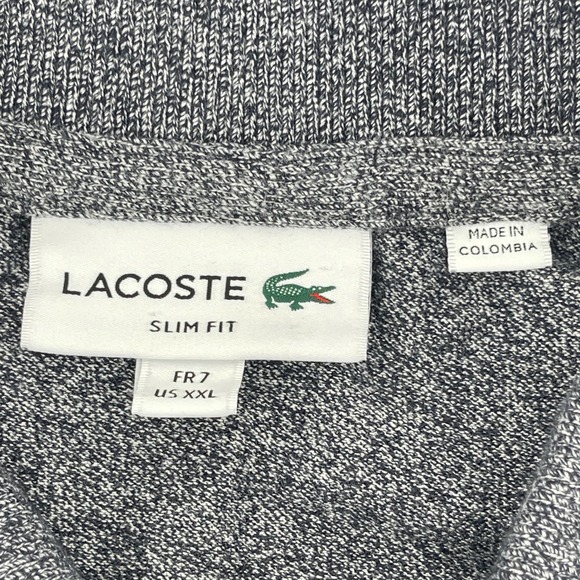 LACOSTE
SLIM FIT
FR 7
US XXL
MADE IN
COLOMBIA